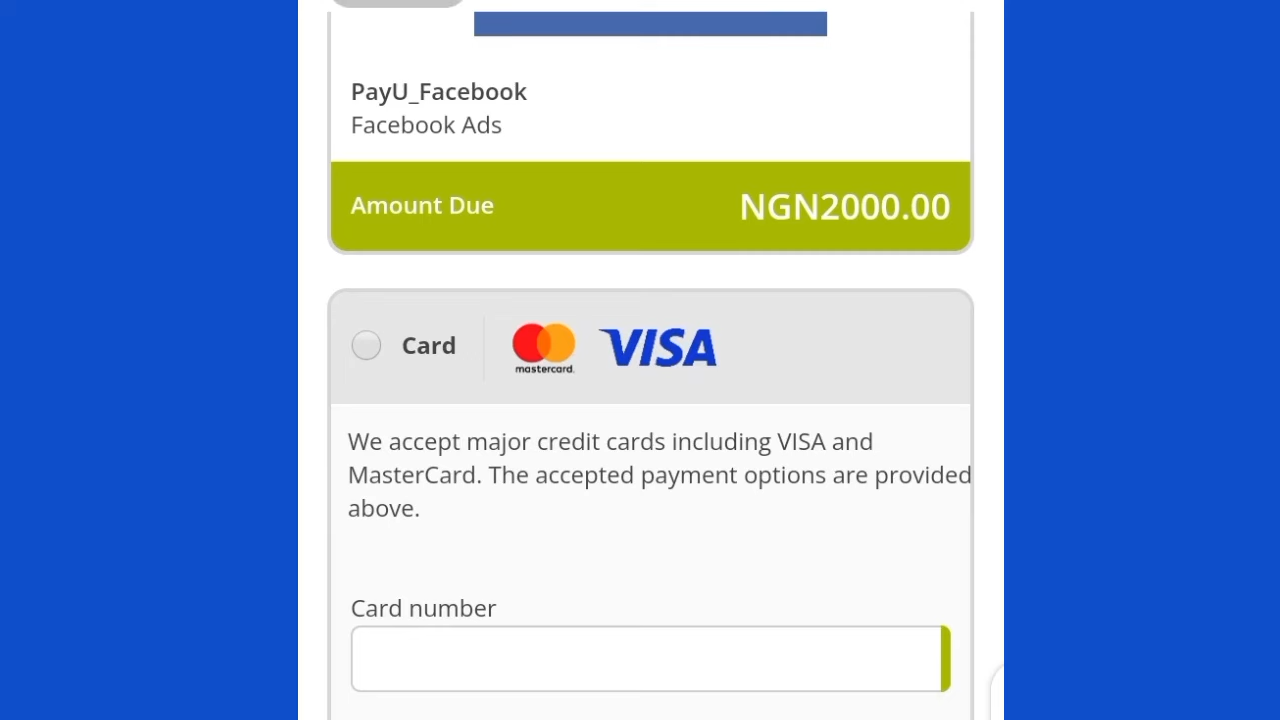 PayU_Facebook
Facebook Ads
Amount Due NGN2000.00
Card mastercard. VISA
We accept major credit cards including VISA and
MasterCard. The accepted payment options are provided
above.
Card number